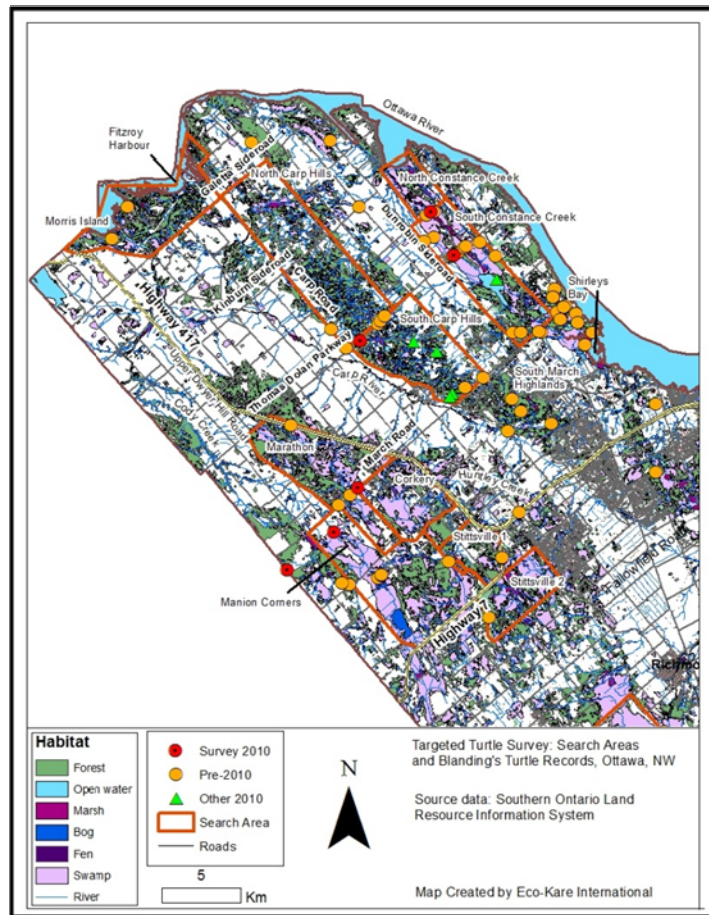 Ottawa River
Fitzroy
Harbour
Galetta Sideroad
North Carp Hills
North Constance Creek
South Constance Creek
Morris Island
Dunrobin Sideroad
Kinburn Sideroad
Carp Road
Highway 417
Shirleys
Bay
South Carp Hills
Thomas Dolan Parkway
Carp River
South March
Highlands
Upper Dwyer Hill Road
Cody Creek
Marathon
March Road
Corkery
Huntley Creek
Stittsville 1
Stittsville 2
Fallowfield Road
Manion Corners
Highway 7
Richmo
Habitat
Forest
Open water
Marsh
Bog
Fen
Swamp
River
Survey 2010
Pre-2010
Other 2010
Search Area
Roads
5
Km
N
Targeted Turtle Survey: Search Areas
and Blanding's Turtle Records, Ottawa, NW
Source data: Southern Ontario Land
Resource Information System
Map Created by Eco-Kare International